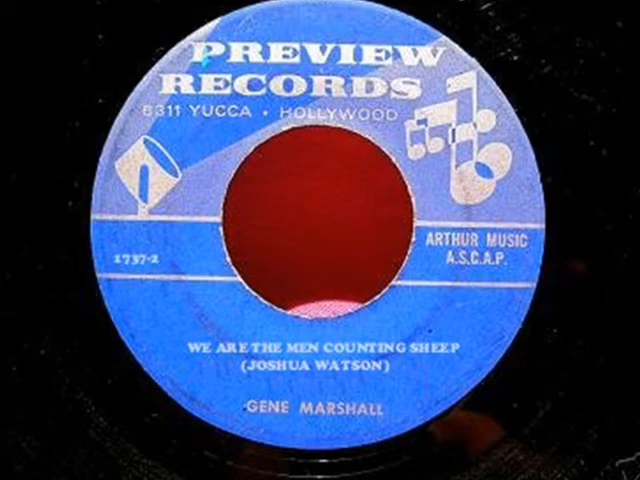 PREVIEW
RECORDS
6311 YUCCA • HOLLYWOOD
ARTHUR MUSIC
A.S.C.A.P.
1737-2
WE ARE THE MEN COUNTING SHEEP
(JOSHUA WATSON)
GENE MARSHALL